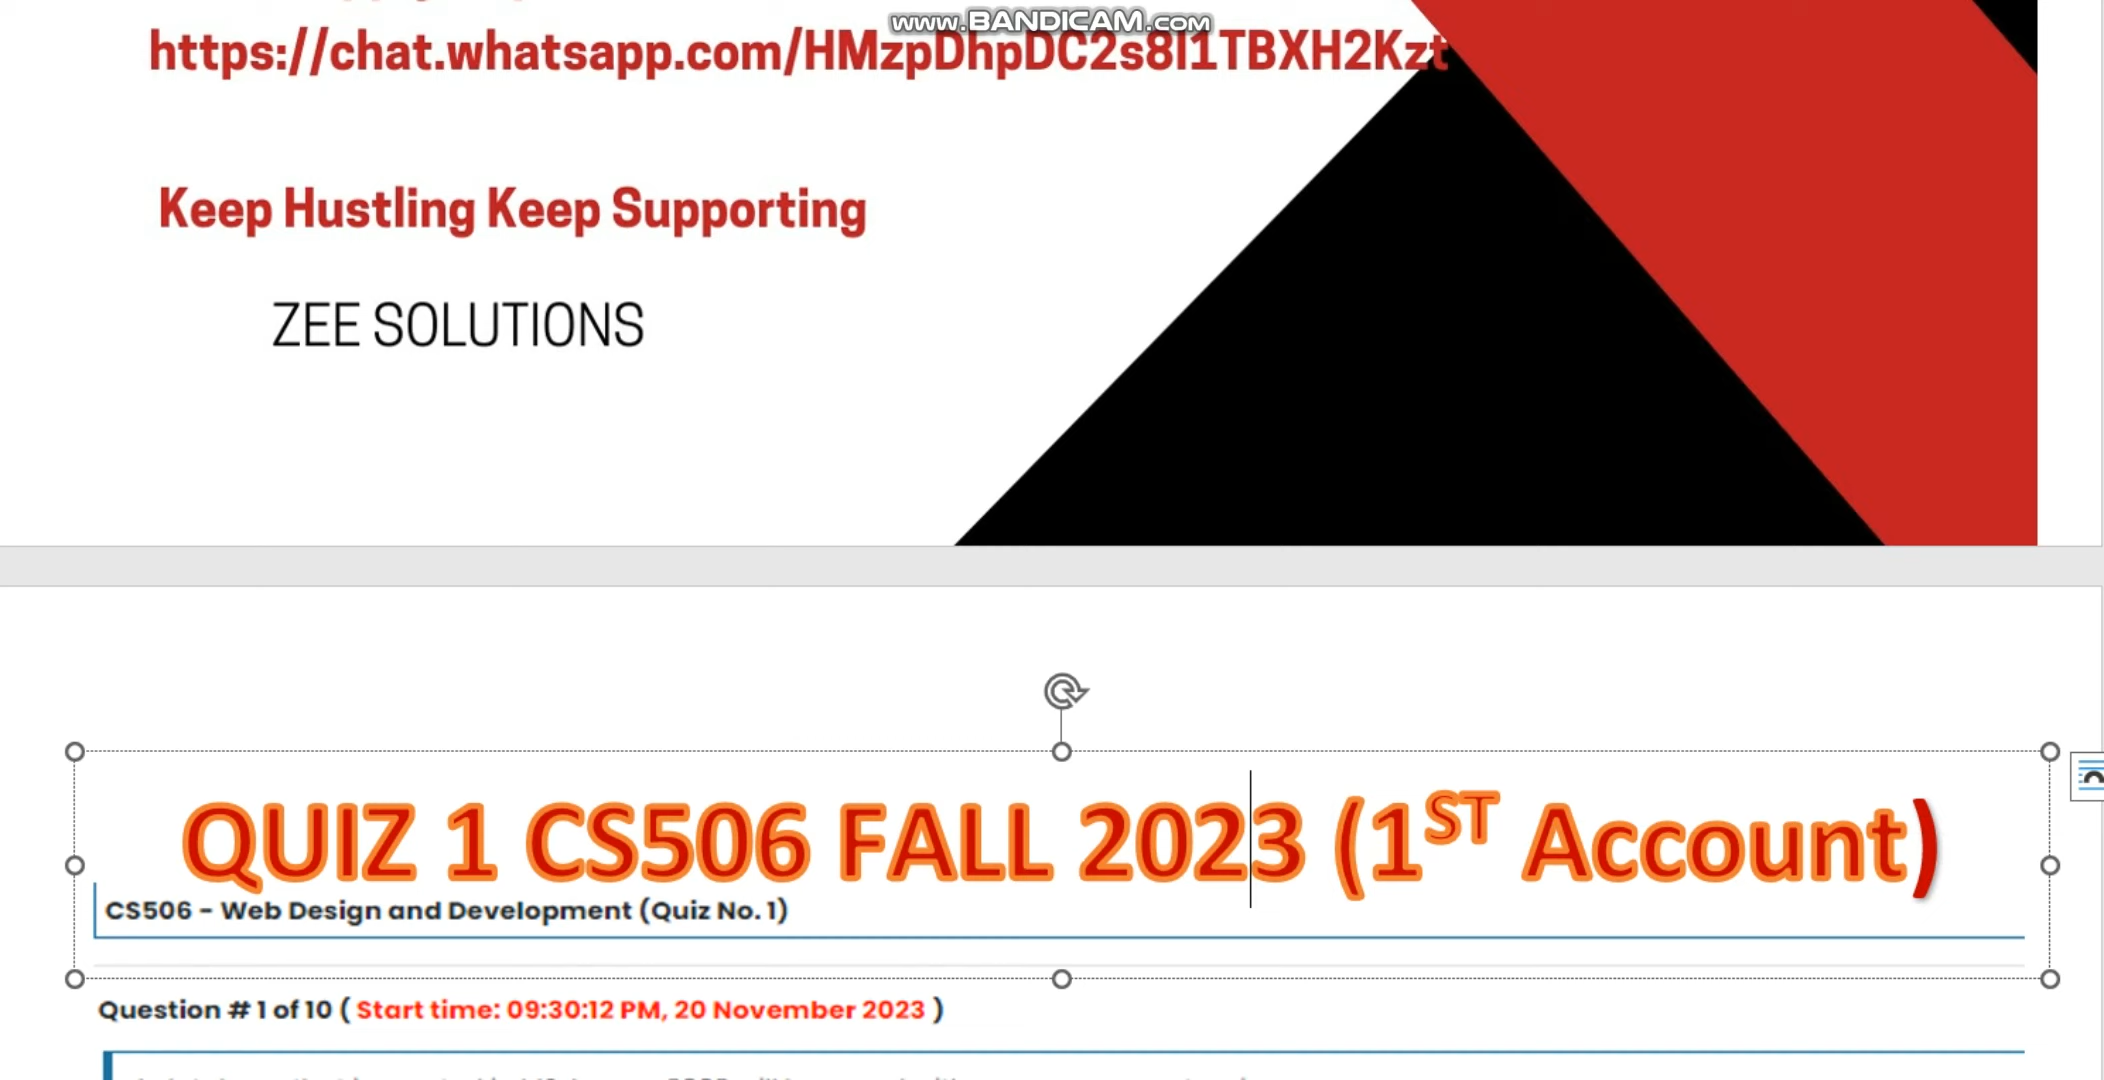 www.BANDICAM.com
https://chat.whatsapp.com/HMzpDhpDC2s8I1TBXH2Kzt
Keep Hustling Keep Supporting
ZEE SOLUTIONS
QUIZ 1 CS506 FALL 2023 (1ST Account)
CS506 - Web Design and Development (Quiz No. 1)
Question # 1 of 10 ( Start time: 09:30:12 PM, 20 November 2023 )